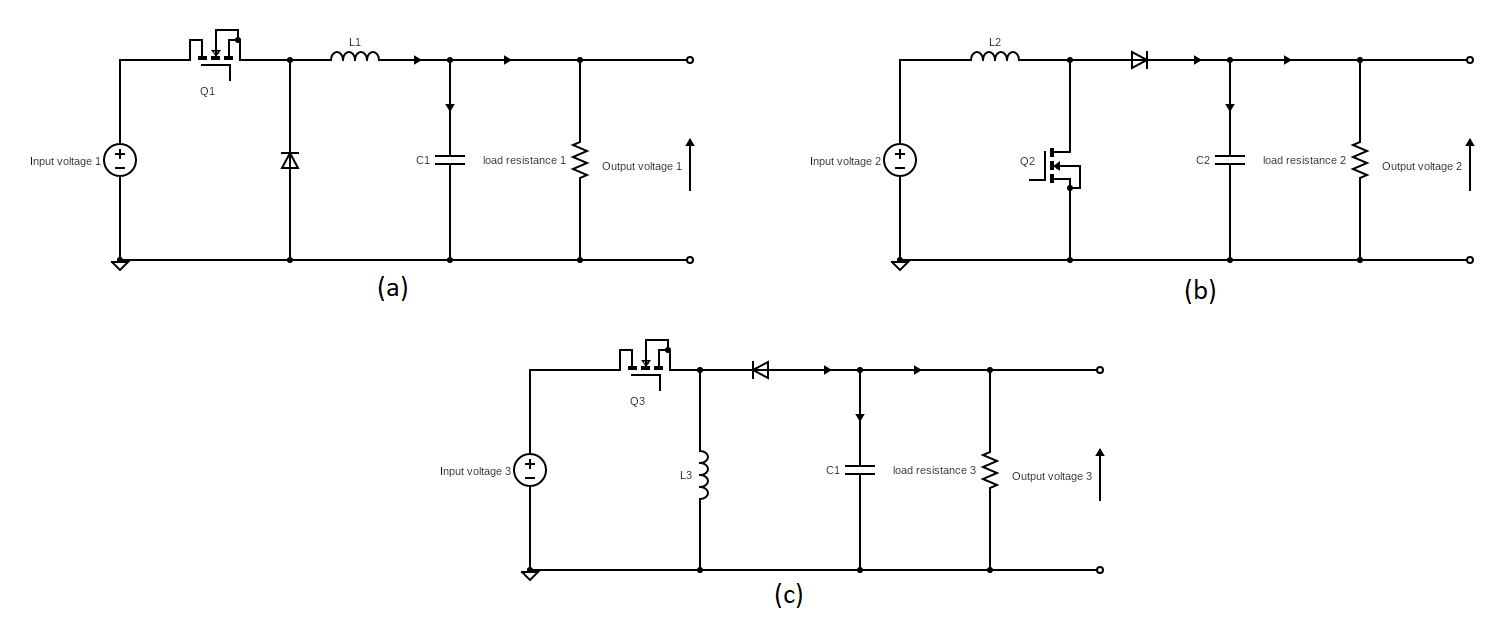 L1
Q1
Input voltage 1
C1
load resistance 1
Output voltage 1
(a)
L2
Input voltage 2
Q2
C2
load resistance 2
Output voltage 2
(b)
Q3
Input voltage 3
L3
C1
load resistance 3
Output voltage 3
(c)